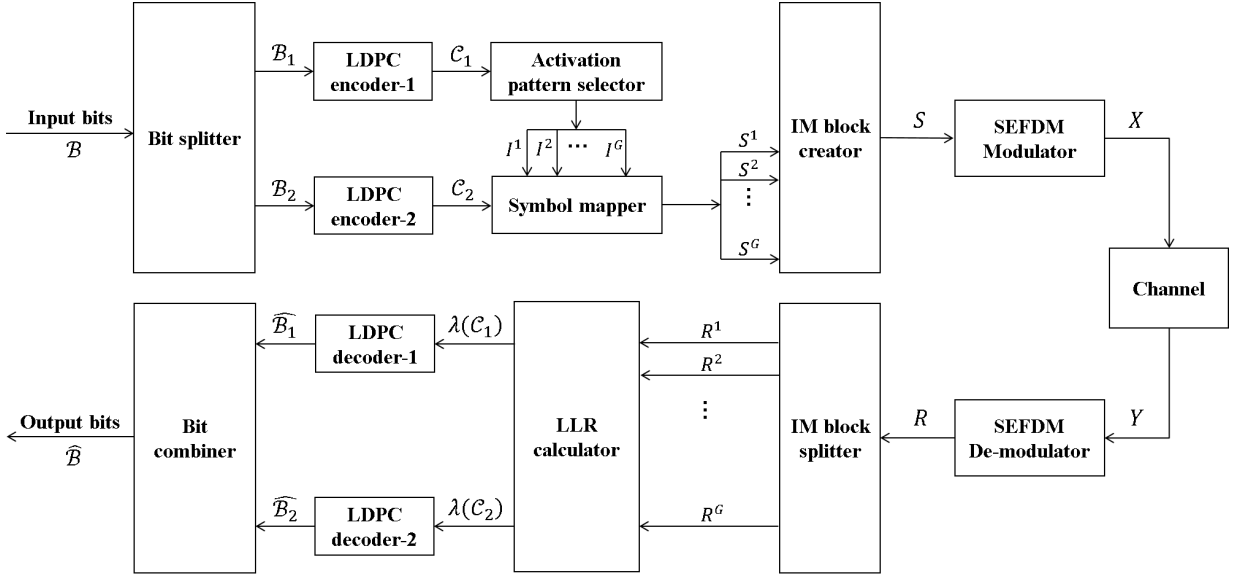 Input bits
ℬ
Bit splitter
ℬ₁
LDPC
encoder-1
𝒞₁
Activation
pattern selector
I¹ I² ⋯ I^G
ℬ₂
LDPC
encoder-2
𝒞₂
Symbol mapper
S¹
S²
⋮
S^G
IM block
creator
S
SEFDM
Modulator
X
Channel
Y
SEFDM
De-modulator
R
IM block
splitter
R¹
R²
⋮
R^G
LLR
calculator
λ(𝒞₁)
LDPC
decoder-1
ℬ̂₁
λ(𝒞₂)
LDPC
decoder-2
ℬ̂₂
Bit
combiner
Output bits
ℬ̂